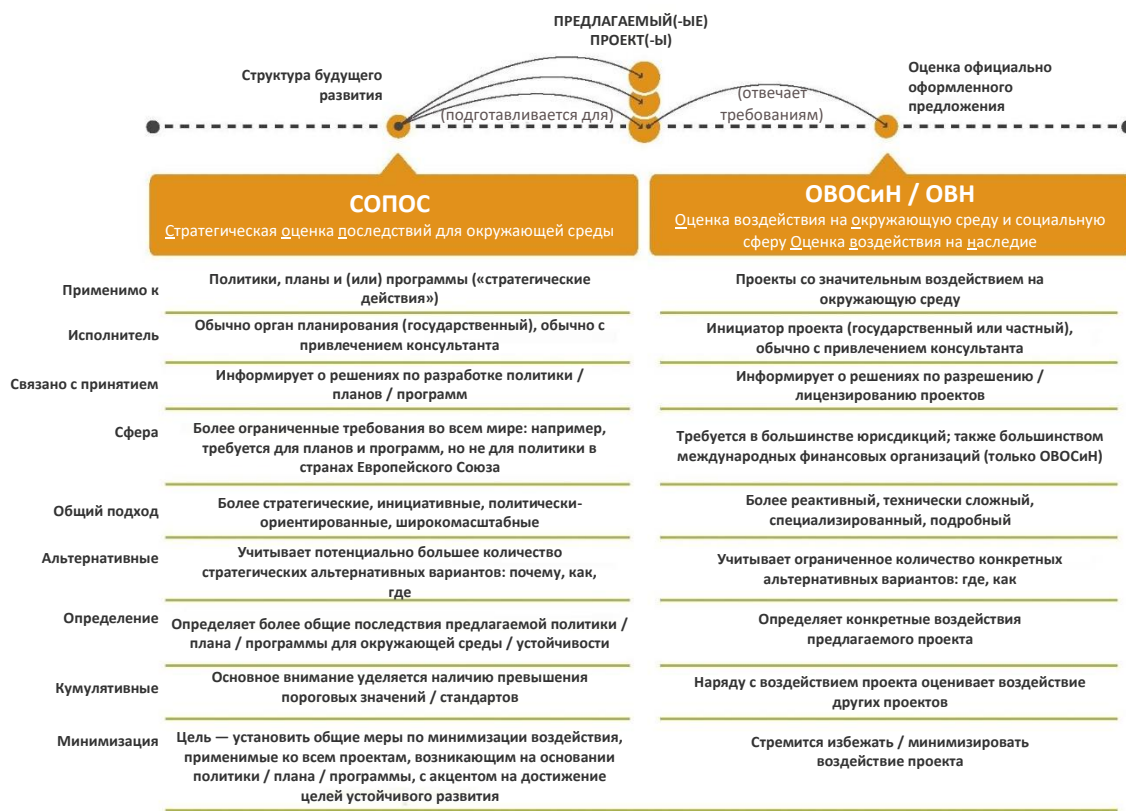 ПРЕДЛАГАЕМЫЙ(-ЫЕ)
ПРОЕКТ(-Ы)
Структура будущего
развития
Оценка официально
оформленного
предложения
(подготавливается для)
(отвечает
требованиям)
СОПОС
Стратегическая оценка последствий для окружающей среды
ОВОСиН / ОВН
Оценка воздействия на окружающую среду и социальную
сферу Оценка воздействия на наследие
Применимо к
Политики, планы и (или) программы («стратегические
действия»)
Проекты со значительным воздействием на
окружающую среду
Исполнитель
Обычно орган планирования (государственный), обычно с
привлечением консультанта
Инициатор проекта (государственный или частный),
обычно с привлечением консультанта
Связано с принятием
Информирует о решениях по разработке политики /
планов / программ
Информирует о решениях по разрешению /
лицензированию проектов
Сфера
Более ограниченные требования во всем мире: например,
требуется для планов и программ, но не для политики в
странах Европейского Союза
Требуется в большинстве юрисдикций; также большинством
международных финансовых организаций (только ОВОСиН)
Общий подход
Более стратегические, инициативные, политически-
ориентированные, широкомасштабные
Более реактивный, технически сложный,
специализированный, подробный
Альтернативные
Учитывает потенциально большее количество
стратегических альтернативных вариантов: почему, как,
где
Учитывает ограниченное количество конкретных
альтернативных вариантов: где, как
Определение
Определяет более общие последствия предлагаемой политики /
плана / программы для окружающей среды / устойчивости
Определяет конкретные воздействия
предлагаемого проекта
Кумулятивные
Основное внимание уделяется наличию превышения
пороговых значений / стандартов
Наряду с воздействием проекта оценивает воздействие
других проектов
Минимизация
Цель — установить общие меры по минимизации воздействия,
применимые ко всем проектам, возникающим на основании
политики / плана / программы, с акцентом на достижение
целей устойчивого развития
Стремится избежать / минимизировать
воздействие проекта